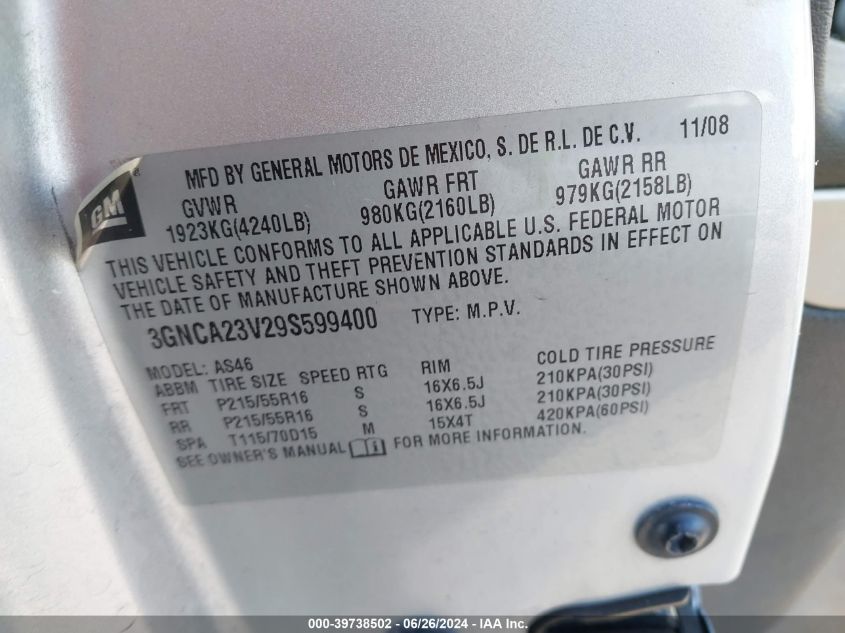 MFD BY GENERAL MOTORS DE MEXICO, S. DE R.L. DE C.V. 11/08
GVWR GAWR FRT GAWR RR
1923KG(4240LB) 980KG(2160LB) 979KG(2158LB)
GM
THIS VEHICLE CONFORMS TO ALL APPLICABLE U.S. FEDERAL MOTOR
VEHICLE SAFETY AND THEFT PREVENTION STANDARDS IN EFFECT ON
THE DATE OF MANUFACTURE SHOWN ABOVE.
3GNCA23V29S599400 TYPE: M.P.V.
MODEL: AS46
ABBM TIRE SIZE SPEED RTG RIM COLD TIRE PRESSURE
FRT P215/55R16 S 16X6.5J 210KPA(30PSI)
RR P215/55R16 S 16X6.5J 210KPA(30PSI)
SPA T115/70D15 M 15X4T 420KPA(60PSI)
SEE OWNER'S MANUAL FOR MORE INFORMATION.
000-39738502 - 06/26/2024 - IAA Inc.